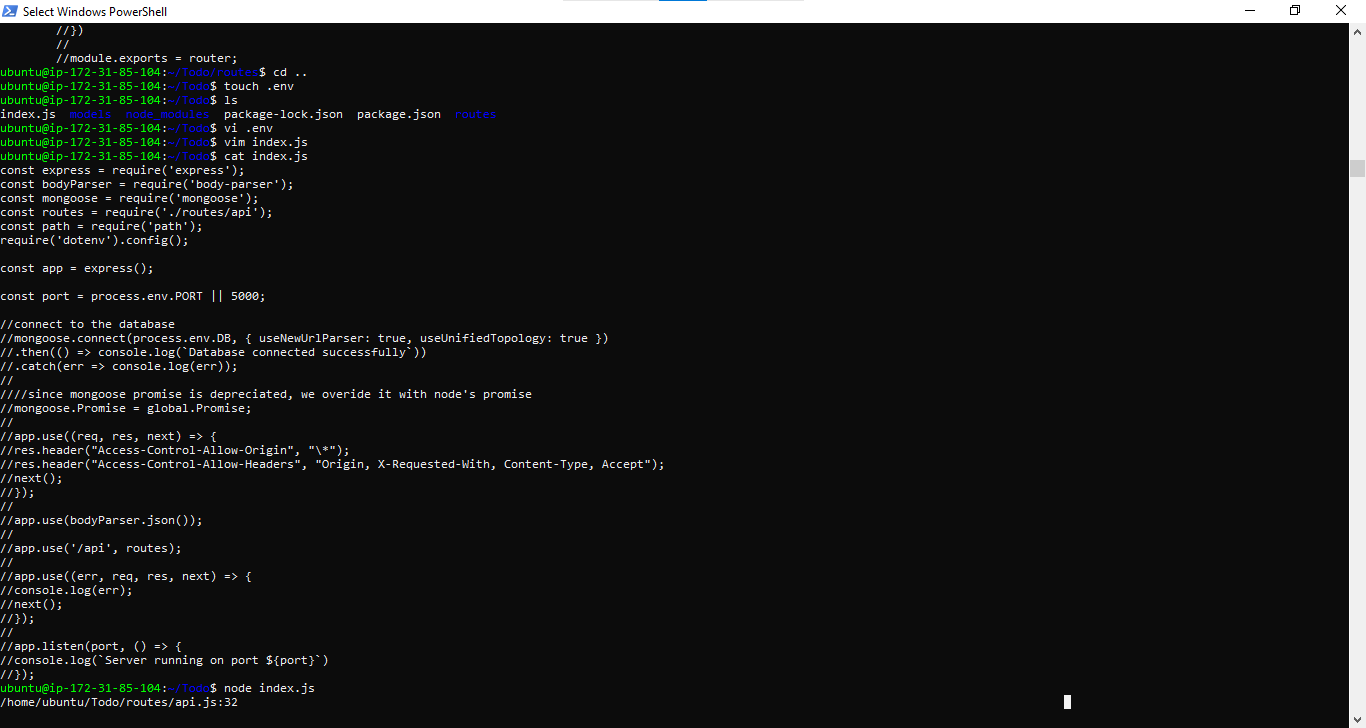 Select Windows PowerShell
//})
//
//module.exports = router;
ubuntu@ip-172-31-85-104:~/Todo/routes$ cd ..
ubuntu@ip-172-31-85-104:~/Todo$ touch .env
ubuntu@ip-172-31-85-104:~/Todo$ ls
index.js  models  node_modules  package-lock.json  package.json  routes
ubuntu@ip-172-31-85-104:~/Todo$ vi .env
ubuntu@ip-172-31-85-104:~/Todo$ vim index.js
ubuntu@ip-172-31-85-104:~/Todo$ cat index.js
const express = require('express');
const bodyParser = require('body-parser');
const mongoose = require('mongoose');
const routes = require('./routes/api');
const path = require('path');
require('dotenv').config();
const app = express();
const port = process.env.PORT || 5000;
//connect to the database
//mongoose.connect(process.env.DB, { useNewUrlParser: true, useUnifiedTopology: true })
//.then(() => console.log(`Database connected successfully`))
//.catch(err => console.log(err));
//
////since mongoose promise is depreciated, we overide it with node's promise
//mongoose.Promise = global.Promise;
//
//app.use((req, res, next) => {
//res.header("Access-Control-Allow-Origin", "\*");
//res.header("Access-Control-Allow-Headers", "Origin, X-Requested-With, Content-Type, Accept");
//next();
//});
//
//app.use(bodyParser.json());
//
//app.use('/api', routes);
//
//app.use((err, req, res, next) => {
//console.log(err);
//next();
//});
//
//app.listen(port, () => {
//console.log(`Server running on port ${port}`)
//});
ubuntu@ip-172-31-85-104:~/Todo$ node index.js
/home/ubuntu/Todo/routes/api.js:32